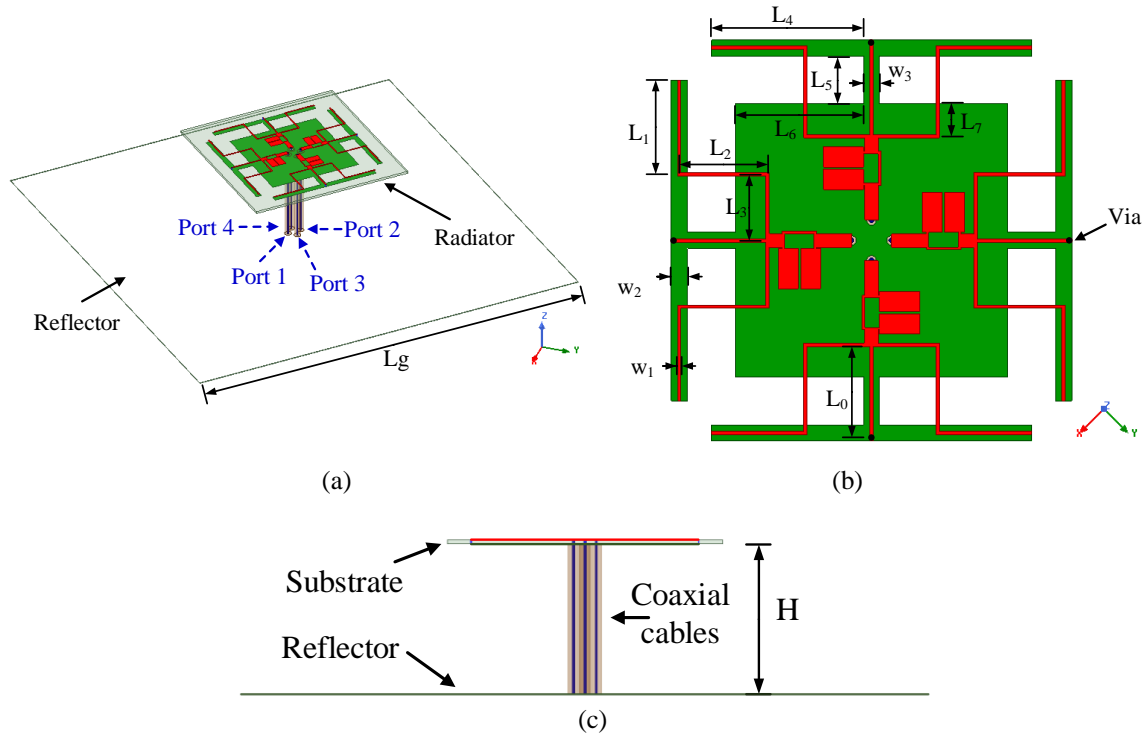 Port 4
Port 2
Port 1
Port 3
Radiator
Reflector
Lg
Z
X
Y
(a)
L4
L5
w3
L6
L7
L1
L2
L3
Via
w2
w1
L0
Z
X
Y
(b)
Substrate
Coaxial
cables
H
Reflector
(c)